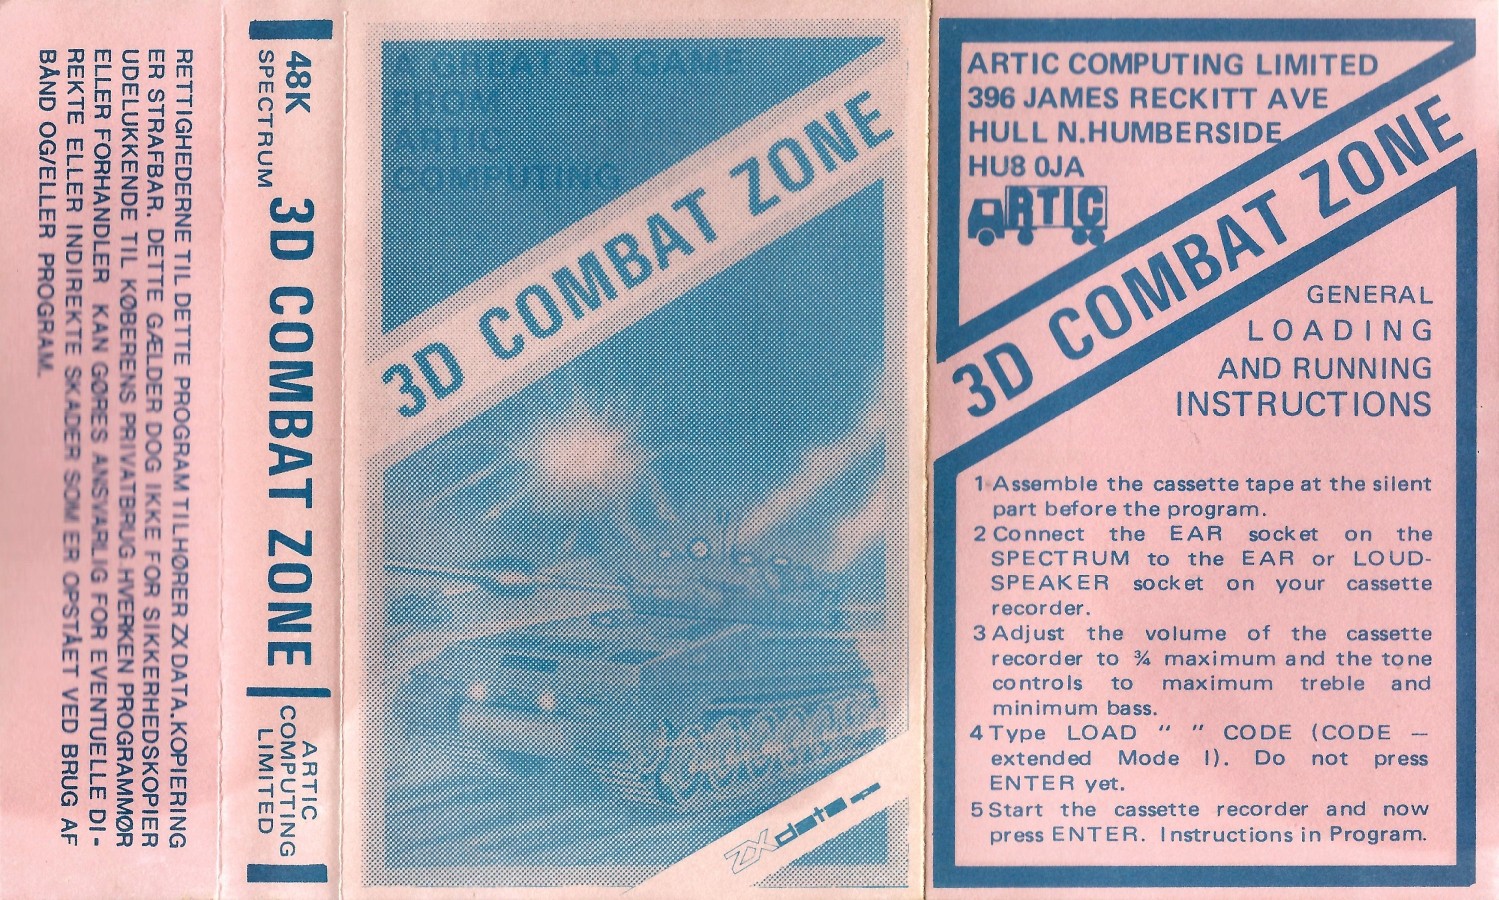 RETTIGHEDERNE TIL DETTE PROGRAM TILHØRER ZX DATA. KOPIERING
ER STRAFBAR. DETTE GÆLDER DOG IKKE FOR SIKKERHEDSKOPIER
UDELUKKENDE TIL KØBERENS PRIVATBRUG. HVERKEN PROGRAMMØR
ELLER FORHANDLER KAN GØRES ANSVARLIG FOR EVENTUELLE DI-
REKTE ELLER INDIREKTE SKADER SOM ER OPSTÅET VED BRUG AF
BÅND OG/ELLER PROGRAM.
48K
SPECTRUM
3D COMBAT ZONE
ARTIC
COMPUTING
LIMITED
A GREAT 3D GAME
FROM
ARTIC
COMPUTING
3D COMBAT ZONE
ZXdata aps
ARTIC COMPUTING LIMITED
396 JAMES RECKITT AVE
HULL N.HUMBERSIDE
HU8 0JA
ARTIC
3D COMBAT ZONE
GENERAL
LOADING
AND RUNNING
INSTRUCTIONS
1 Assemble the cassette tape at the silent
part before the program.
2 Connect the EAR socket on the
SPECTRUM to the EAR or LOUD-
SPEAKER socket on your cassette
recorder.
3 Adjust the volume of the cassette
recorder to ¾ maximum and the tone
controls to maximum treble and
minimum bass.
4 Type LOAD “ ” CODE (CODE —
extended Mode I). Do not press
ENTER yet.
5 Start the cassette recorder and now
press ENTER. Instructions in Program.